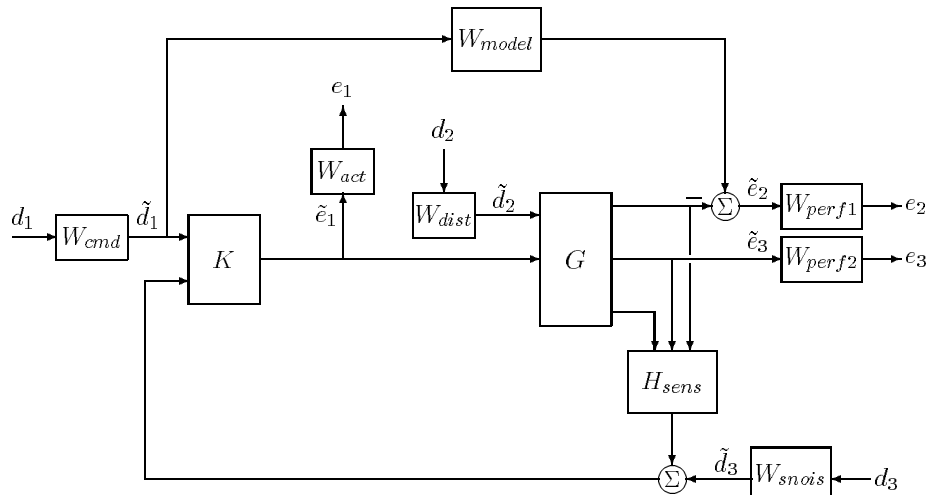 W_model
e_1
d_2
W_act
d̃_1
d_1
W_cmd
ẽ_1
W_dist
d̃_2
−
Σ
ẽ_2
W_perf1
e_2
K
G
ẽ_3
W_perf2
e_3
H_sens
Σ
d̃_3
W_snois
d_3